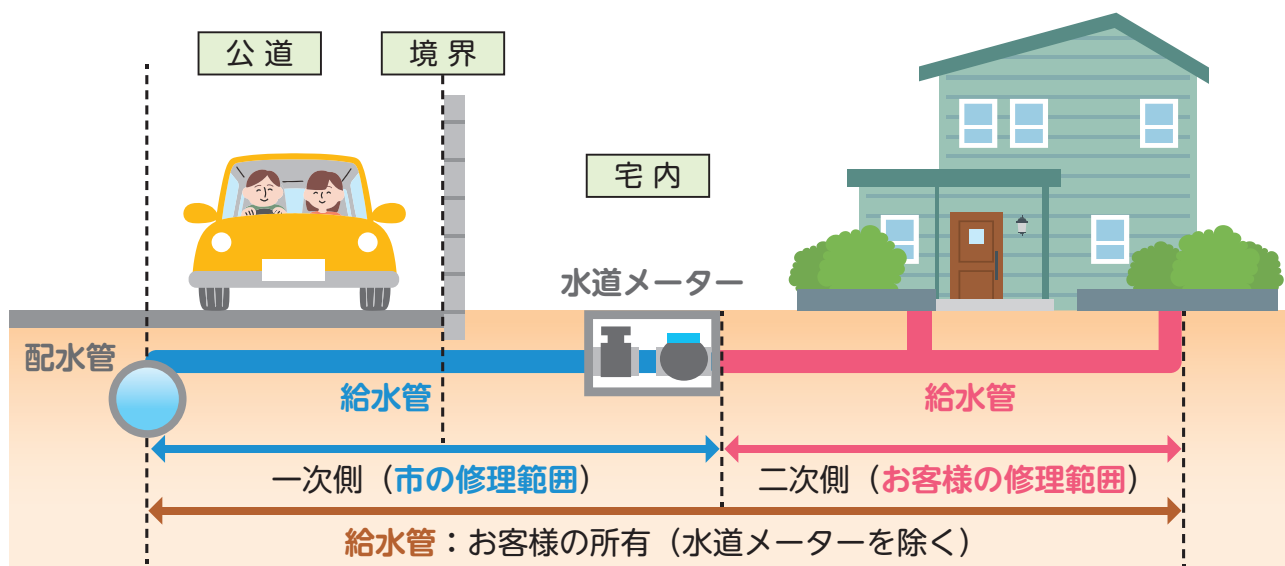 公道
境界
宅内
水道メーター
配水管
給水管
給水管
一次側（市の修理範囲）
二次側（お客様の修理範囲）
給水管：お客様の所有（水道メーターを除く）